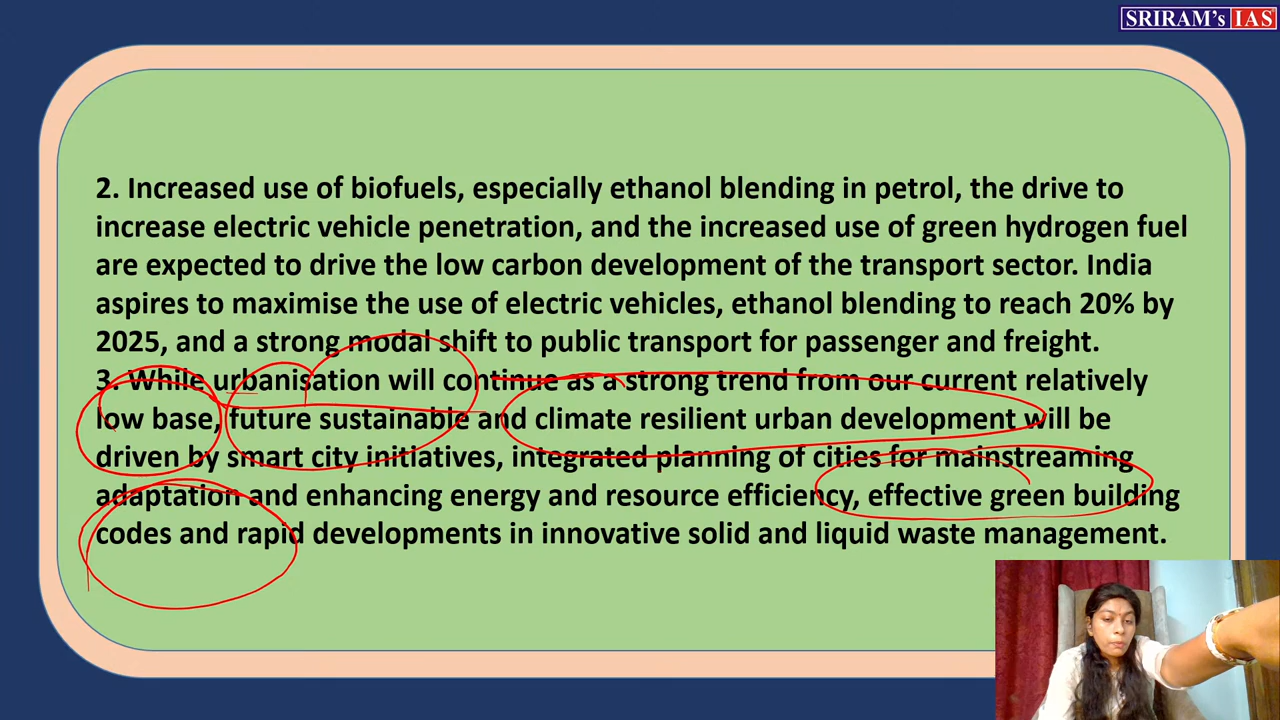 SRIRAM's IAS
2. Increased use of biofuels, especially ethanol blending in petrol, the drive to
increase electric vehicle penetration, and the increased use of green hydrogen fuel
are expected to drive the low carbon development of the transport sector. India
aspires to maximise the use of electric vehicles, ethanol blending to reach 20% by
2025, and a strong modal shift to public transport for passenger and freight.
3. While urbanisation will continue as a strong trend from our current relatively
low base, future sustainable and climate resilient urban development will be
driven by smart city initiatives, integrated planning of cities for mainstreaming
adaptation and enhancing energy and resource efficiency, effective green building
codes and rapid developments in innovative solid and liquid waste management.